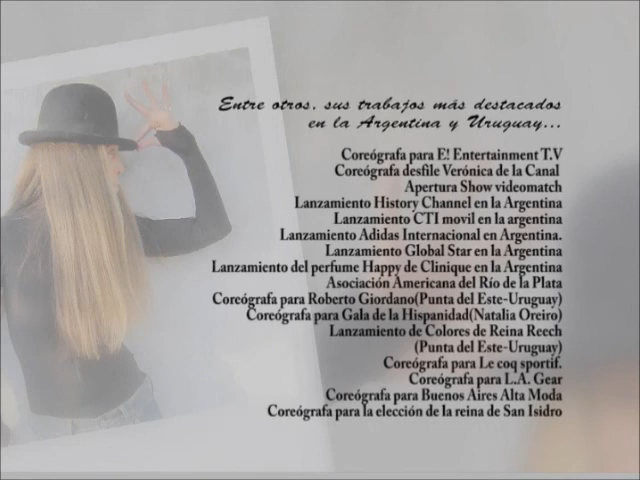 Entre otros, sus trabajos más destacados
en la Argentina y Uruguay...
Coreógrafa para E! Entertainment T.V
Coreógrafa desfile Verónica de la Canal
Apertura Show videomatch
Lanzamiento History Channel en la Argentina
Lanzamiento CTI movil en la argentina
Lanzamiento Adidas Internacional en Argentina.
Lanzamiento Global Star en la Argentina
Lanzamiento del perfume Happy de Clinique en la Argentina
Asociación Americana del Río de la Plata
Coreógrafa para Roberto Giordano(Punta del Este-Uruguay)
Coreógrafa para Gala de la Hispanidad(Natalia Oreiro)
Lanzamiento de Colores de Reina Reech
(Punta del Este-Uruguay)
Coreógrafa para Le coq sportif.
Coreógrafa para L.A. Gear
Coreógrafa para Buenos Aires Alta Moda
Coreógrafa para la elección de la reina de San Isidro